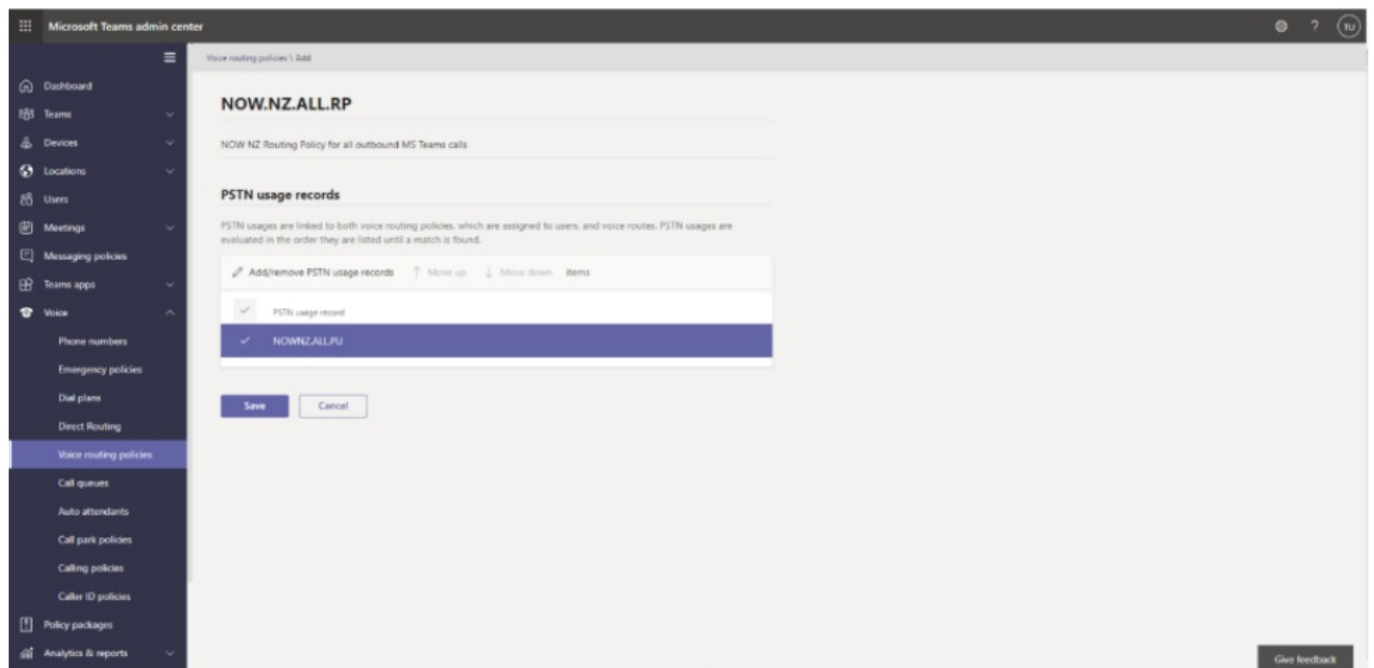 Microsoft Teams admin center
?
TU
Voice routing policies \ Add
Dashboard
Teams
Devices
Locations
Users
Meetings
Messaging policies
Teams apps
Voice
Phone numbers
Emergency policies
Dial plans
Direct Routing
Voice routing policies
Call queues
Auto attendants
Call park policies
Calling policies
Caller ID policies
Policy packages
Analytics & reports
NOW.NZ.ALL.RP
NOW NZ Routing Policy for all outbound MS Teams calls
PSTN usage records
PSTN usages are linked to both voice routing policies, which are assigned to users, and voice routes. PSTN usages are
evaluated in the order they are listed until a match is found.
Add/remove PSTN usage records ↑ Move up ↓ Move down items
PSTN usage record
NOWNZ.ALL.PU
Save Cancel
Give feedback